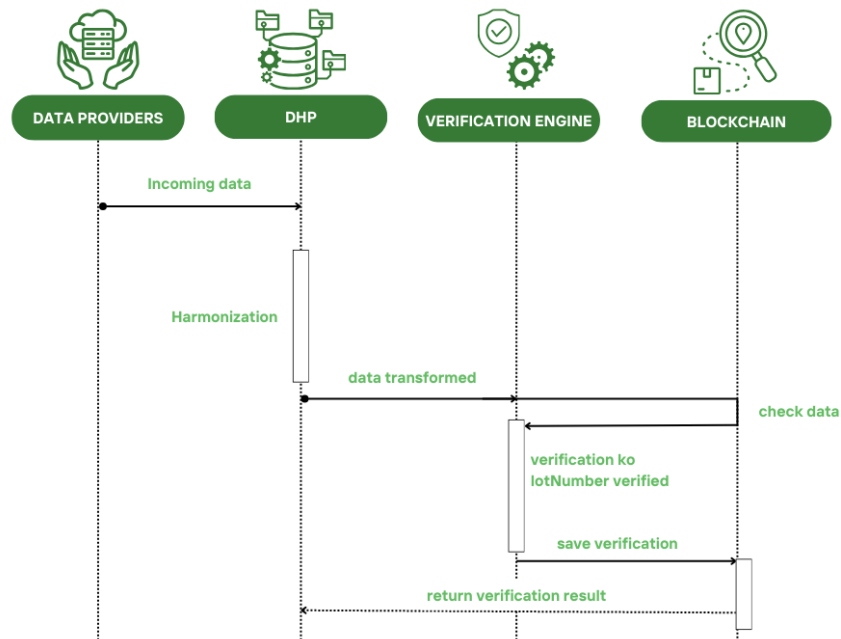 DATA PROVIDERS
DHP
VERIFICATION ENGINE
BLOCKCHAIN
Incoming data
Harmonization
data transformed
check data
verification ko
lotNumber verified
save verification
return verification result